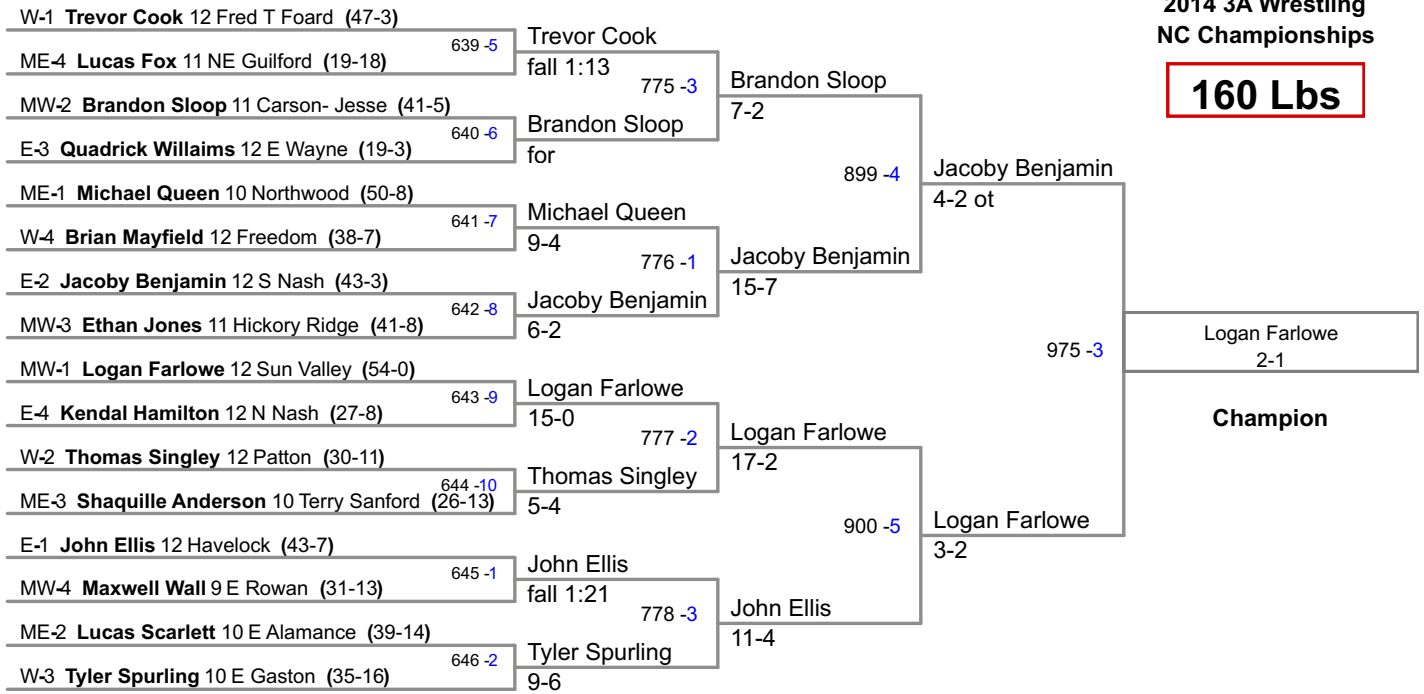 2014 3A Wrestling
NC Championships
160 Lbs
W-1 Trevor Cook 12 Fred T Foard (47-3)
639 -5
ME-4 Lucas Fox 11 NE Guilford (19-18)
MW-2 Brandon Sloop 11 Carson- Jesse (41-5)
640 -6
E-3 Quadrick Willaims 12 E Wayne (19-3)
ME-1 Michael Queen 10 Northwood (50-8)
641 -7
W-4 Brian Mayfield 12 Freedom (38-7)
E-2 Jacoby Benjamin 12 S Nash (43-3)
642 -8
MW-3 Ethan Jones 11 Hickory Ridge (41-8)
MW-1 Logan Farlowe 12 Sun Valley (54-0)
643 -9
E-4 Kendal Hamilton 12 N Nash (27-8)
W-2 Thomas Singley 12 Patton (30-11)
644 -10
ME-3 Shaquille Anderson 10 Terry Sanford (26-13)
E-1 John Ellis 12 Havelock (43-7)
645 -1
MW-4 Maxwell Wall 9 E Rowan (31-13)
ME-2 Lucas Scarlett 10 E Alamance (39-14)
646 -2
W-3 Tyler Spurling 10 E Gaston (35-16)
Trevor Cook
fall 1:13
775 -3
Brandon Sloop
for
Michael Queen
9-4
776 -1
Jacoby Benjamin
6-2
Logan Farlowe
15-0
777 -2
Thomas Singley
5-4
John Ellis
fall 1:21
778 -3
Tyler Spurling
9-6
Brandon Sloop
7-2
899 -4
Jacoby Benjamin
15-7
Logan Farlowe
17-2
900 -5
John Ellis
11-4
Jacoby Benjamin
4-2 ot
975 -3
Logan Farlowe
3-2
Logan Farlowe
2-1
Champion